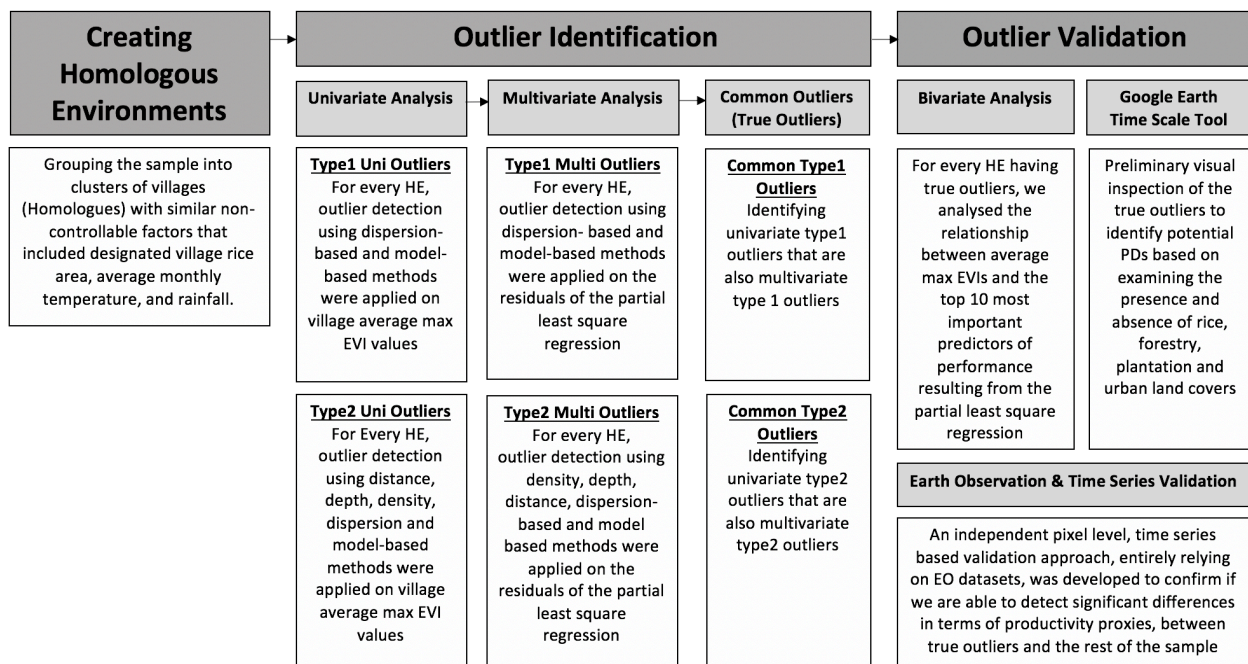 Creating
Homologous
Environments
Grouping the sample into
clusters of villages
(Homologues) with similar non-
controllable factors that
included designated village rice
area, average monthly
temperature, and rainfall.
Outlier Identification
Univariate Analysis
Type1 Uni Outliers
For every HE,
outlier detection
using dispersion-
based and model-
based methods
were applied on
village average max
EVI values
Type2 Uni Outliers
For Every HE,
outlier detection
using distance,
depth, density,
dispersion and
model-based
methods were
applied on village
average max EVI
values
Multivariate Analysis
Type1 Multi Outliers
For every HE,
outlier detection using
dispersion- based and
model-based methods
were applied on the
residuals of the partial
least square
regression
Type2 Multi Outliers
For every HE,
outlier detection using
density, depth,
distance, dispersion-
based and model
based methods were
applied on the
residuals of the partial
least square
regression
Common Outliers
(True Outliers)
Common Type1
Outliers
Identifying
univariate type1
outliers that are
also multivariate
type 1 outliers
Common Type2
Outliers
Identifying
univariate type2
outliers that are
also multivariate
type2 outliers
Outlier Validation
Bivariate Analysis
For every HE having
true outliers, we
analysed the
relationship
between average
max EVIs and the
top 10 most
important
predictors of
performance
resulting from the
partial least square
regression
Google Earth
Time Scale Tool
Preliminary visual
inspection of the
true outliers to
identify potential
PDs based on
examining the
presence and
absence of rice,
forestry,
plantation and
urban land covers
Earth Observation & Time Series Validation
An independent pixel level, time series
based validation approach, entirely relying
on EO datasets, was developed to confirm if
we are able to detect significant differences
in terms of productivity proxies, between
true outliers and the rest of the sample